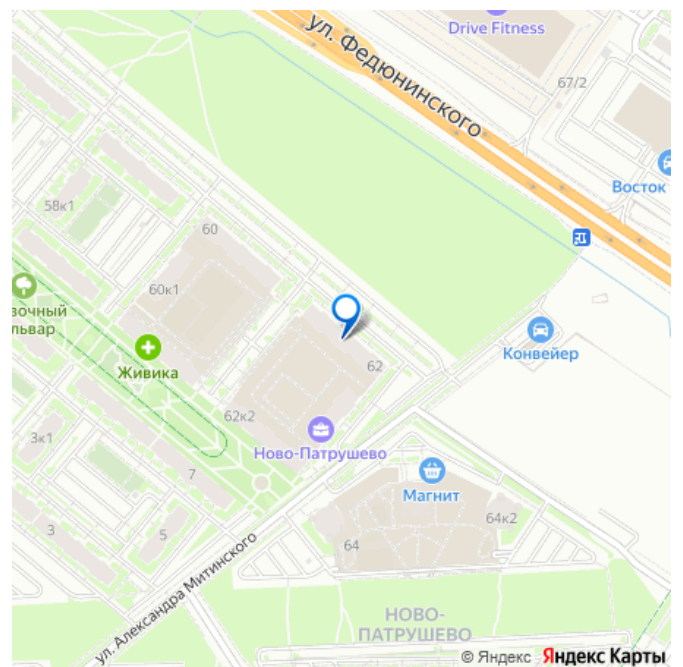 Drive Fitness
ул. Федюнинского
67/2
Восток
58к1
60
60к1
вочный
львар
Живика
Конвейер
62
62к2
Ново-Патрушево
3к1
7
Магнит
64к2
3
5
64
ул. Александра Митинского
НОВО-
ПАТРУШЕВО
© Яндекс Яндекс Карты